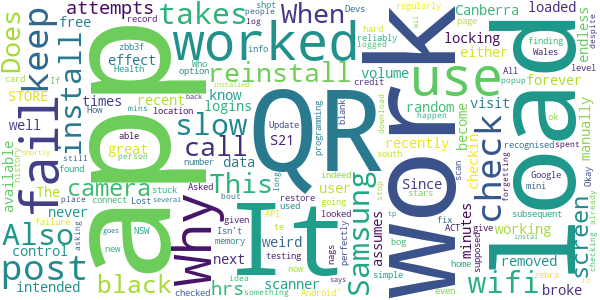 app
QR
Work
load
It
fail
worked
use
slow
why
post
keep
takes
When
install
reinstall
call
check
wifi
screen
Samsung
camera
black
This
Also
Does
attempts
Canberra
loaded
locking
effect
recent
free
STORE
zbb3f
Health
volume
endless
despite
either
forever
times
know
logins
random
manually
card
If
well
great
S21
Update
programming
popup
visit
become
Since
recently
checkin
Google
mini
level
available
The
able
person
data
user
scanner
weird
next
never
control
intended
assumes
minutes
hrs
removed
working
broke
location
stuck
several
Lost
Asked
Isn't
memory
checked
restore
used
looked
perfectly
nags
simple
supposed
forgetting
subsequent
recognised
Okay
already
shortly
failure
connect
number
given
testing
something
Android
installed
download
credit
regularly
reliably
logged
record
option
Who
How
mins
shpt
people
log
info
Devs
hard
page
finding
Wales
All
blank
south
going
indeed
API
NSW
ACT
zebra
error
history
place
found
still
asking
goes
new
bout
long
now
idea
says
back
happen
scan
stop
fix
give
home
bog
tp
te
ok
spent
stars
checking
instal
wil